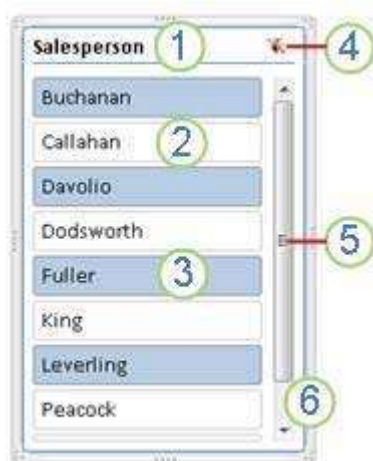 Salesperson 1 4
Buchanan
Callahan 2
Davolio
Dodsworth 5
Fuller 3
King
Leverling
Peacock 6